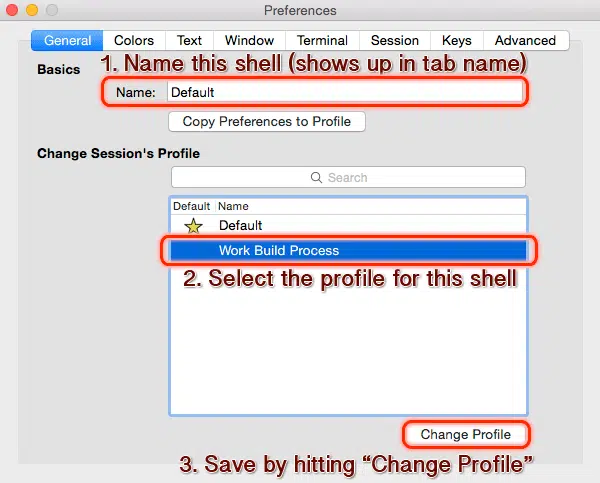 Preferences
General Colors Text Window Terminal Session Keys Advanced
1. Name this shell (shows up in tab name)
Basics
Name: Default
Copy Preferences to Profile
Change Session's Profile
Search
Default Name
Default
Work Build Process
2. Select the profile for this shell
Change Profile
3. Save by hitting “Change Profile”